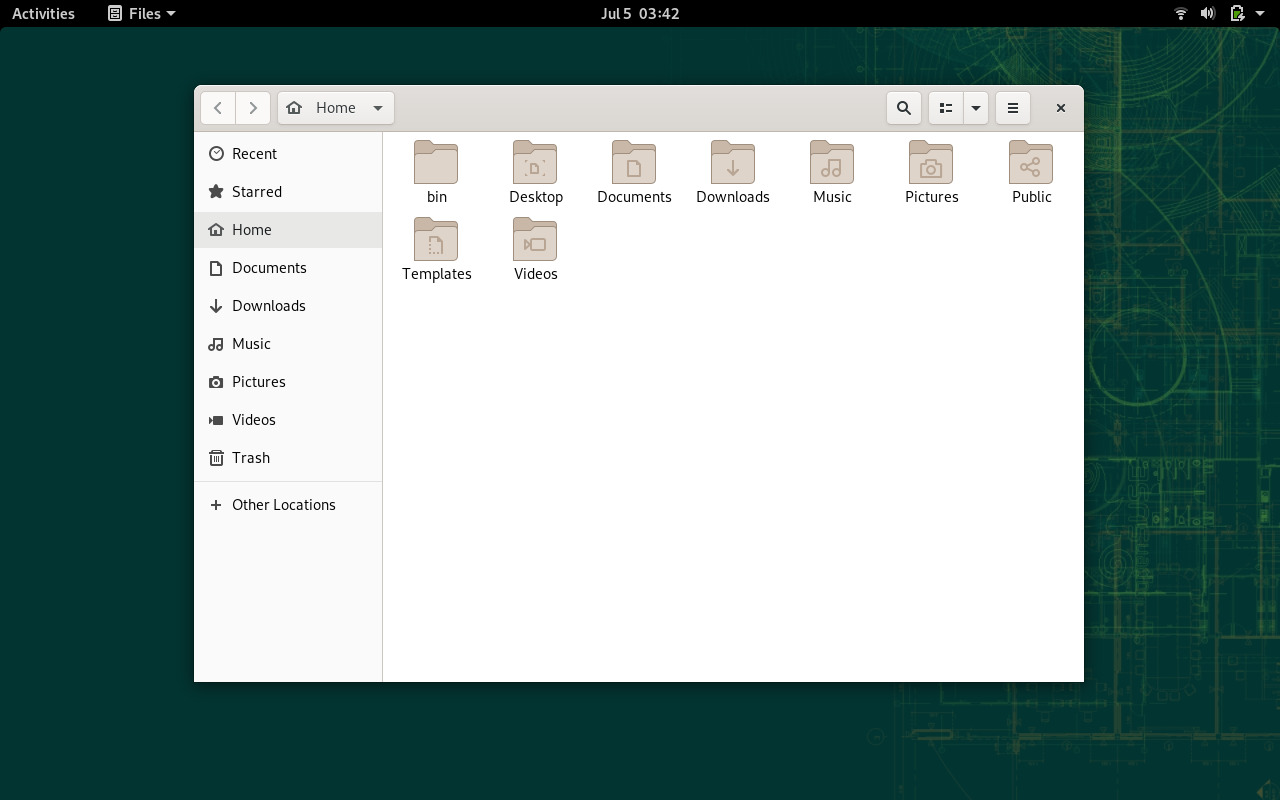 Activities Files Jul 5 03:42
Home
Recent
Starred
Home
Documents
Downloads
Music
Pictures
Videos
Trash
Other Locations
bin Desktop Documents Downloads Music Pictures Public
Templates Videos